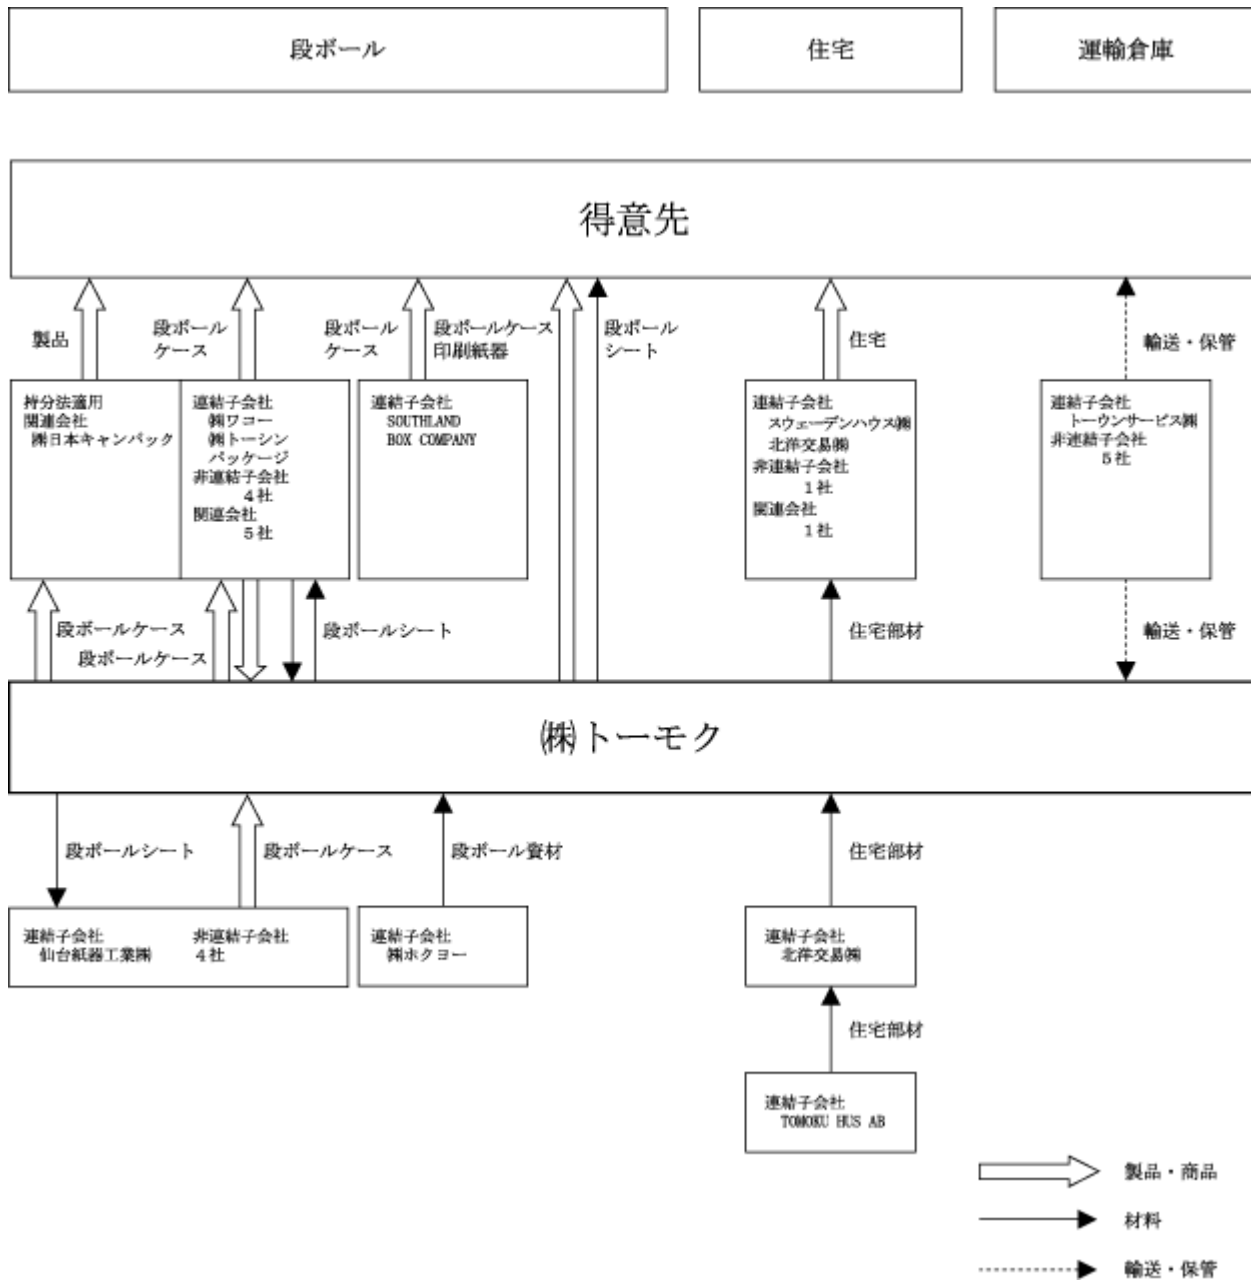 段ボール
住宅
運輸倉庫
得意先
製品
段ボール
ケース
段ボール
ケース
段ボールケース
印刷紙器
段ボール
シート
住宅
輸送・保管
持分法適用
関連会社
㈱日本キャンパック
連結子会社
㈱ワコー
㈱トーシン
パッケージ
非連結子会社
4社
関連会社
5社
連結子会社
SOUTHLAND
BOX COMPANY
連結子会社
スウェーデンハウス㈱
北洋交易㈱
非連結子会社
1社
関連会社
1社
連結子会社
トーウンサービス㈱
非連結子会社
5社
段ボールケース
段ボールケース
段ボールシート
住宅部材
輸送・保管
㈱トーモク
段ボールシート
段ボールケース
段ボール資材
住宅部材
連結子会社
仙台紙器工業㈱
非連結子会社
4社
連結子会社
㈱ホクヨー
連結子会社
北洋交易㈱
住宅部材
連結子会社
TOMOKU HUS AB
製品・商品
材料
輸送・保管